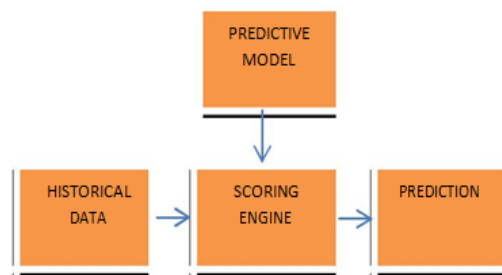 PREDICTIVE
MODEL
HISTORICAL
DATA
SCORING
ENGINE
PREDICTION